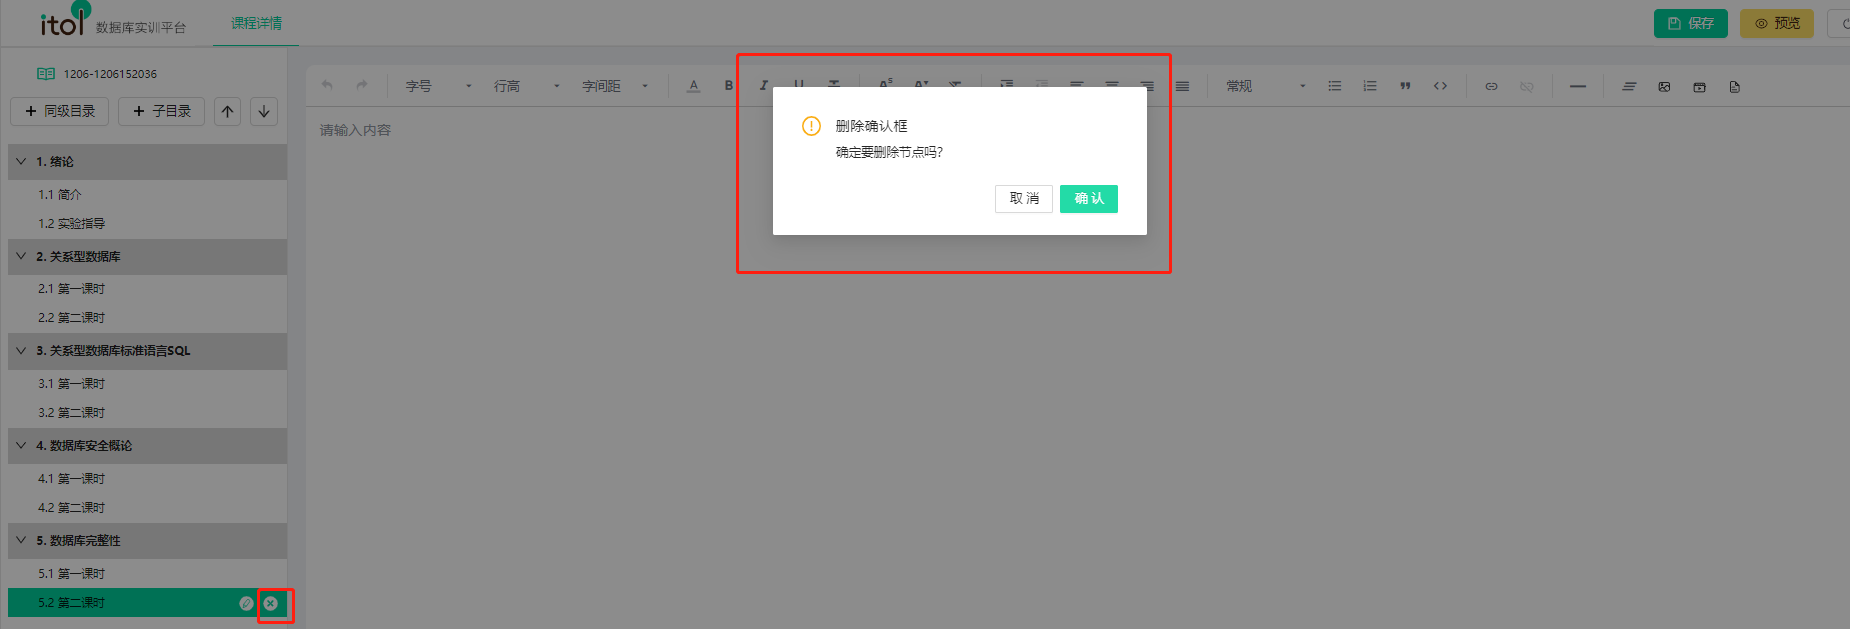 itol 数据库实训平台 课程详情 保存 预览
1206-1206152036
同级目录 子目录
字号 行高 字间距 A B I U T 常规
请输入内容
删除确认框
确定要删除节点吗?
取 消 确 认
1. 绪论
1.1 简介
1.2 实验指导
2. 关系型数据库
2.1 第一课时
2.2 第二课时
3. 关系型数据库标准语言SQL
3.1 第一课时
3.2 第二课时
4. 数据库安全概论
4.1 第一课时
4.2 第二课时
5. 数据库完整性
5.1 第一课时
5.2 第二课时